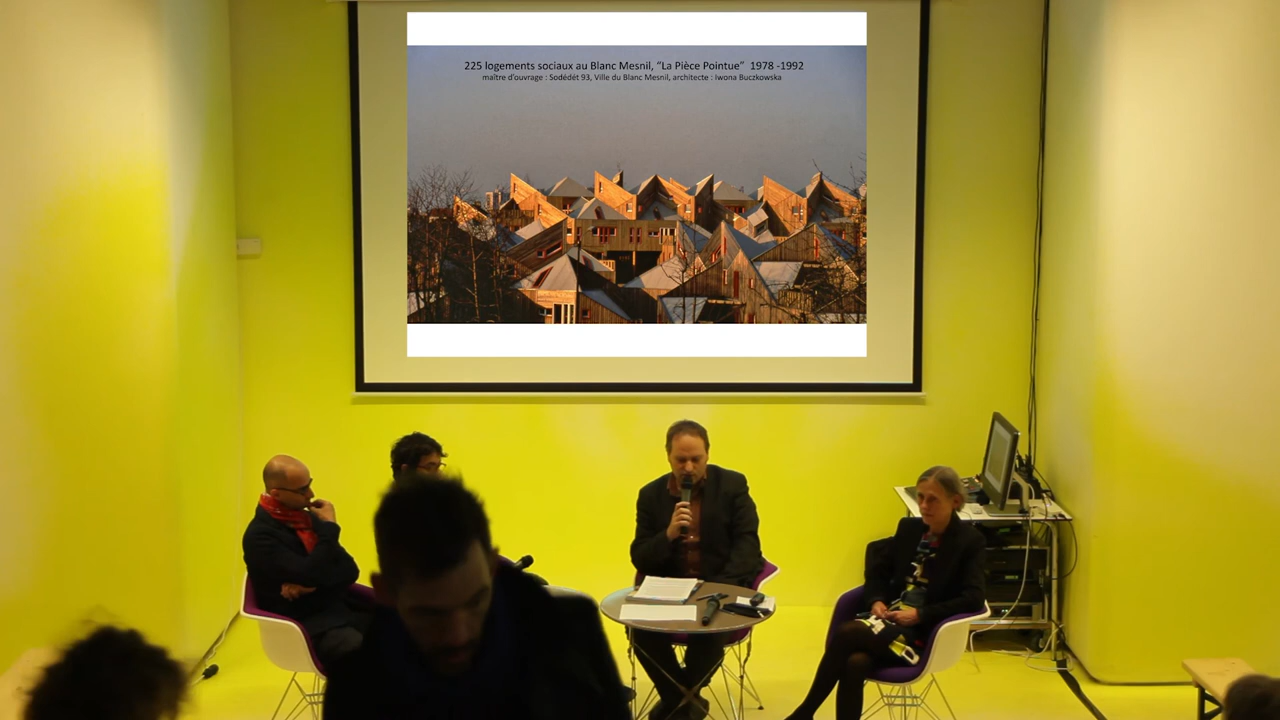 225 logements sociaux au Blanc Mesnil, "La Pièce Pointue" 1978 -1992
maître d'ouvrage : Sodédét 93, Ville du Blanc Mesnil, architecte : Iwona Buczkowska